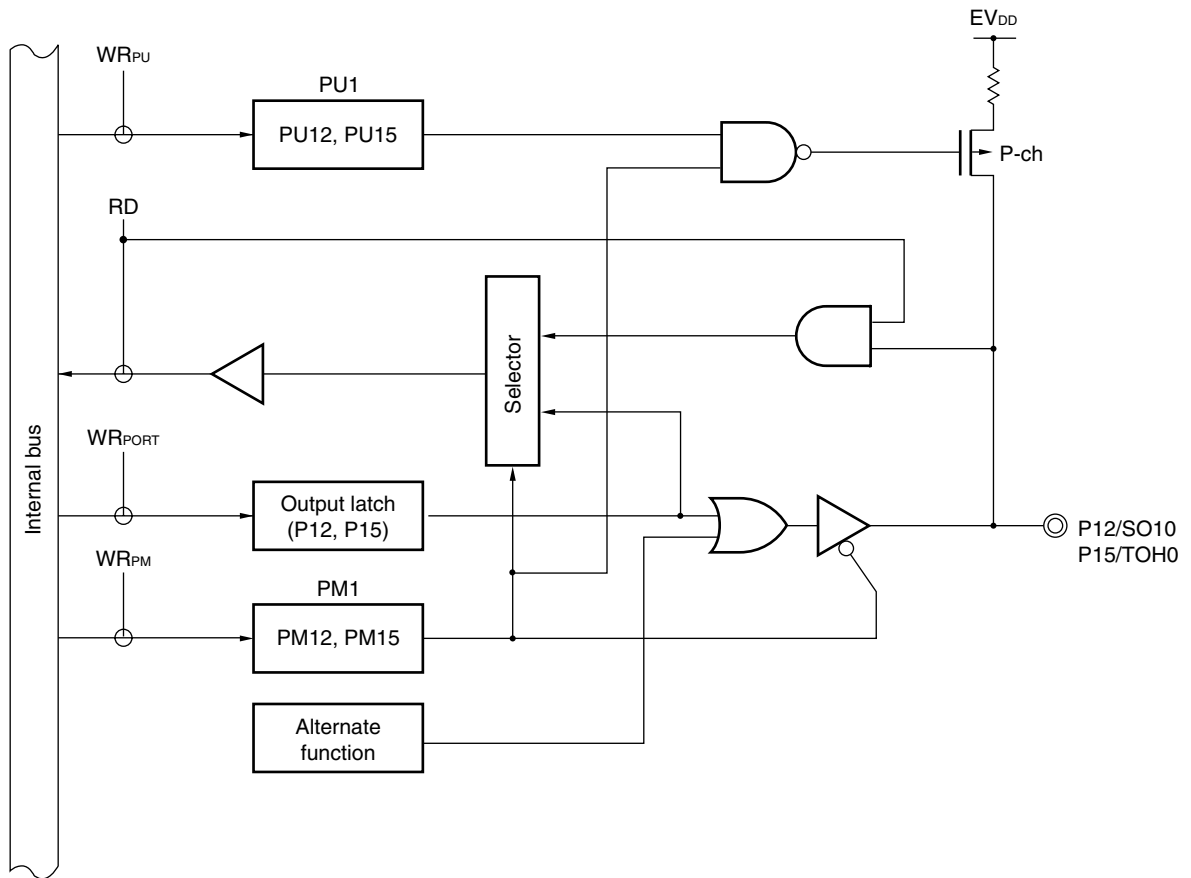 EVDD
WRPU
PU1
PU12, PU15
P-ch
RD
Selector
Internal bus
WRPORT
Output latch
(P12, P15)
P12/SO10
P15/TOH0
WRPM
PM1
PM12, PM15
Alternate
function